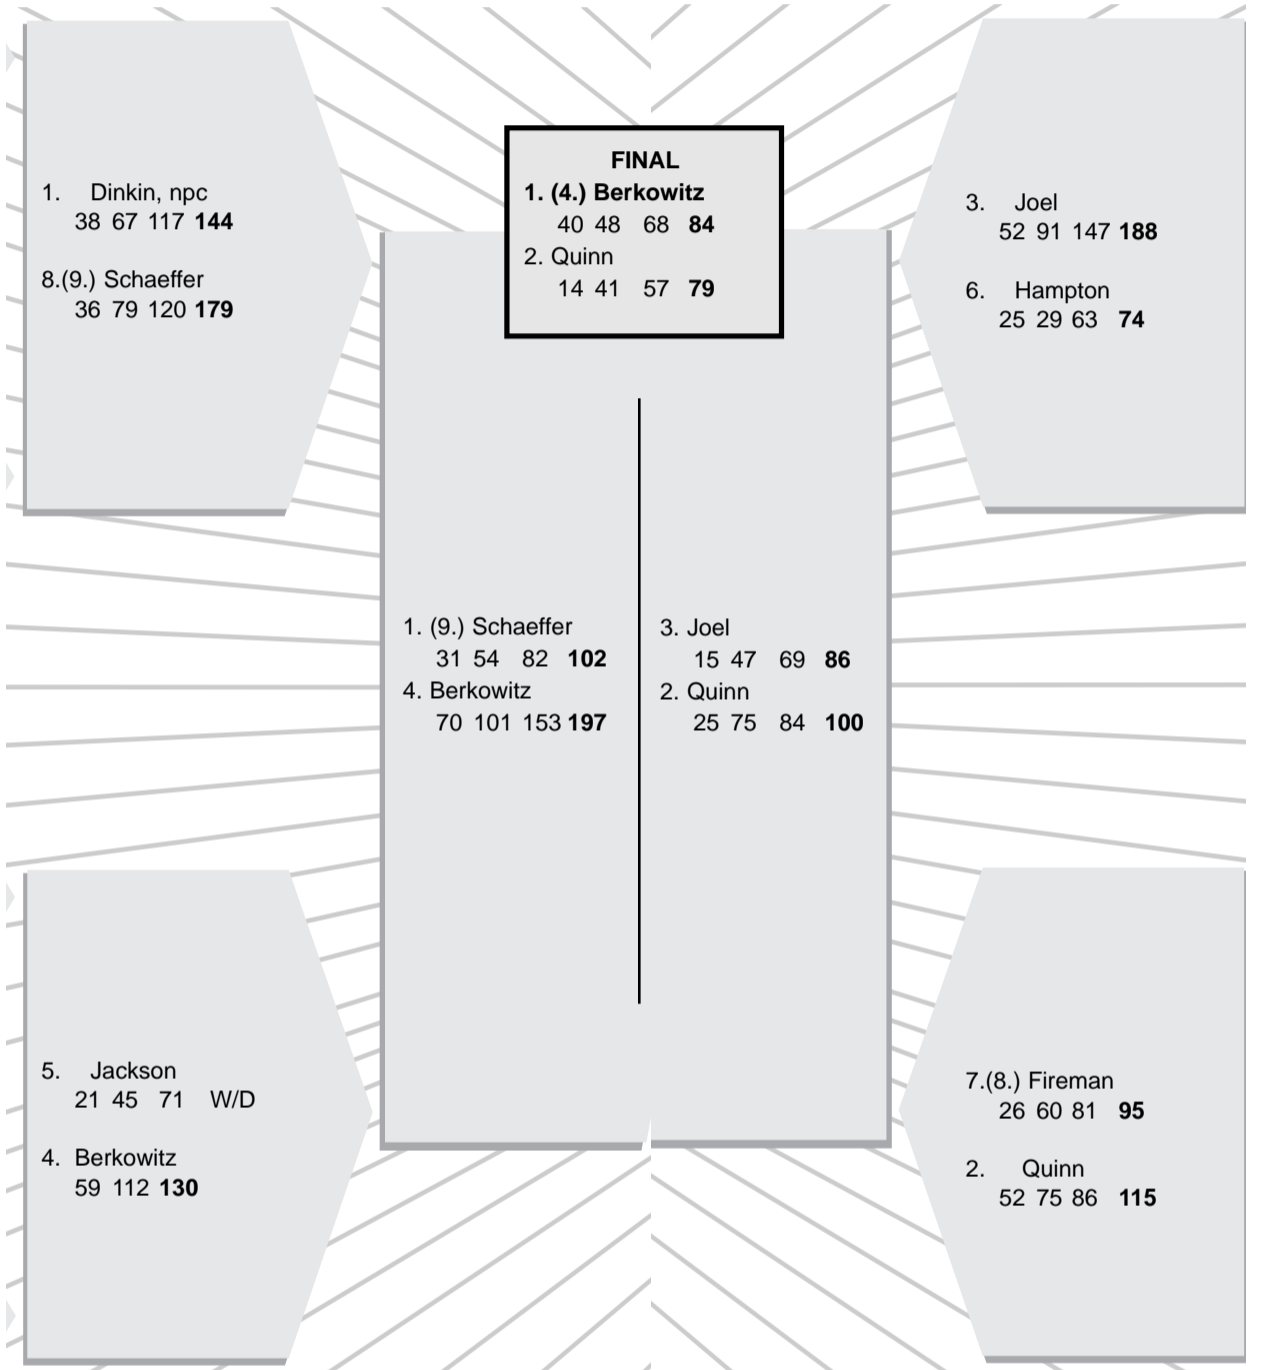 1. Dinkin, npc
38 67 117 144
8.(9.) Schaeffer
36 79 120 179
5. Jackson
21 45 71 W/D
4. Berkowitz
59 112 130
FINAL
1. (4.) Berkowitz
40 48 68 84
2. Quinn
14 41 57 79
1. (9.) Schaeffer
31 54 82 102
4. Berkowitz
70 101 153 197
3. Joel
15 47 69 86
2. Quinn
25 75 84 100
3. Joel
52 91 147 188
6. Hampton
25 29 63 74
7.(8.) Fireman
26 60 81 95
2. Quinn
52 75 86 115